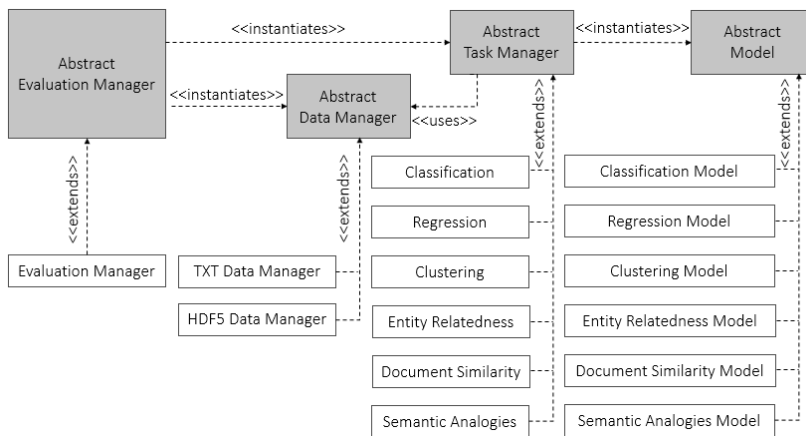 <<instantiates>>
Abstract
Evaluation Manager
Abstract
Task Manager
<<instantiates>>
Abstract
Model
<<instantiates>>
Abstract
Data Manager
<<uses>>
<<extends>>
<<extends>>
<<extends>>
<<extends>>
Classification
Classification Model
Regression
Regression Model
Evaluation Manager
TXT Data Manager
Clustering
Clustering Model
HDF5 Data Manager
Entity Relatedness
Entity Relatedness Model
Document Similarity
Document Similarity Model
Semantic Analogies
Semantic Analogies Model